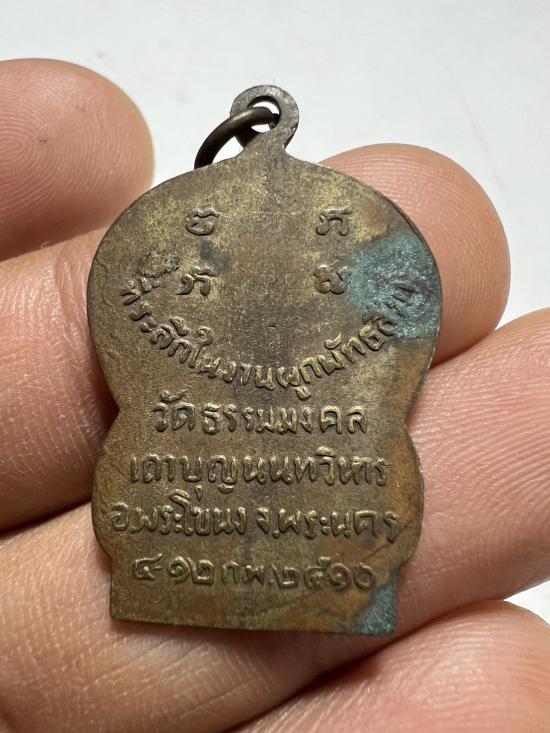 ที่ระลึกในงานผูกพัทธสีมา
วัดธรรมมงคล
เถาบุญนนทวิหาร
อ.พระโขนง จ.พระนคร
๔-๑๒ ก.พ. ๒๕๑๐